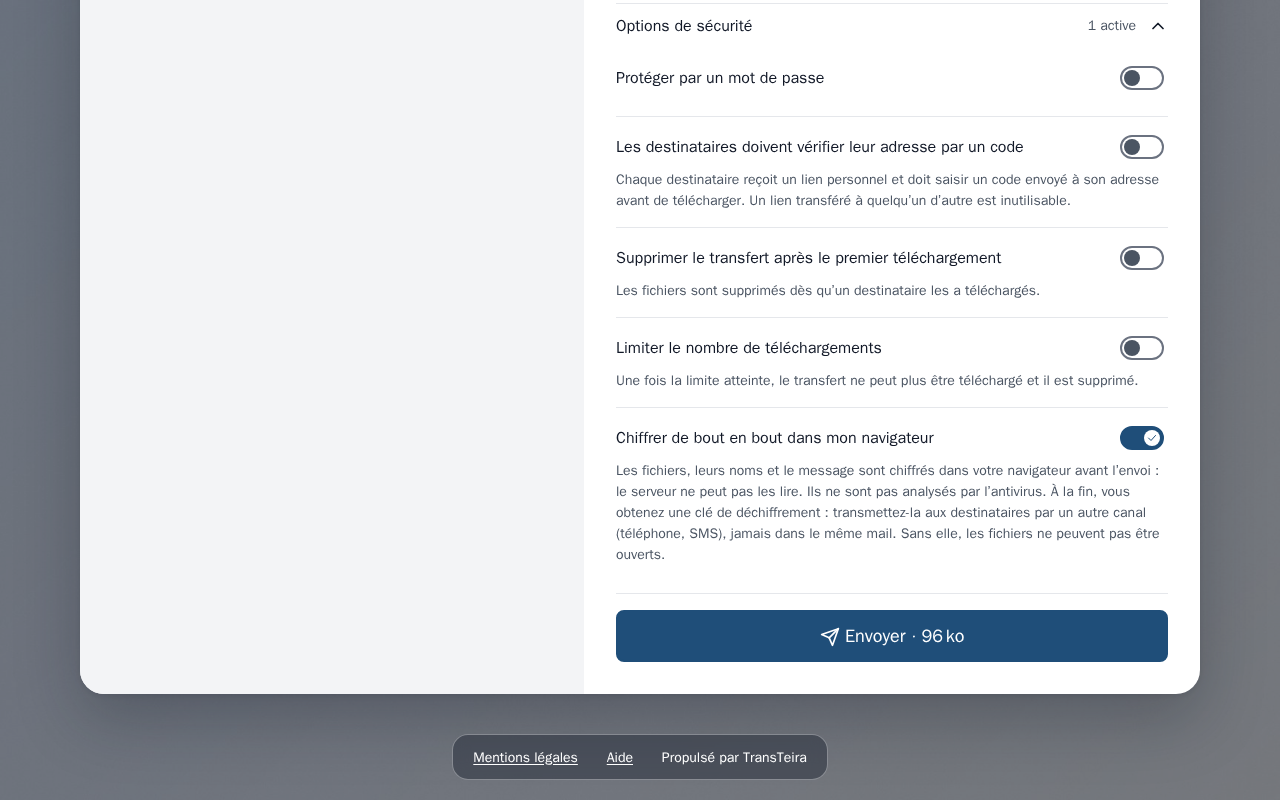 Options de sécurité
1 active
Protéger par un mot de passe
Les destinataires doivent vérifier leur adresse par un code
Chaque destinataire reçoit un lien personnel et doit saisir un code envoyé à son adresse
avant de télécharger. Un lien transféré à quelqu'un d'autre est inutilisable.
Supprimer le transfert après le premier téléchargement
Les fichiers sont supprimés dès qu'un destinataire les a téléchargés.
Limiter le nombre de téléchargements
Une fois la limite atteinte, le transfert ne peut plus être téléchargé et il est supprimé.
Chiffrer de bout en bout dans mon navigateur
Les fichiers, leurs noms et le message sont chiffrés dans votre navigateur avant l'envoi :
le serveur ne peut pas les lire. Ils ne sont pas analysés par l'antivirus. À la fin, vous
obtenez une clé de déchiffrement : transmettez-la aux destinataires par un autre canal
(téléphone, SMS), jamais dans le même mail. Sans elle, les fichiers ne peuvent pas être
ouverts.
Envoyer · 96 ko
Mentions légales
Aide
Propulsé par TransTeira